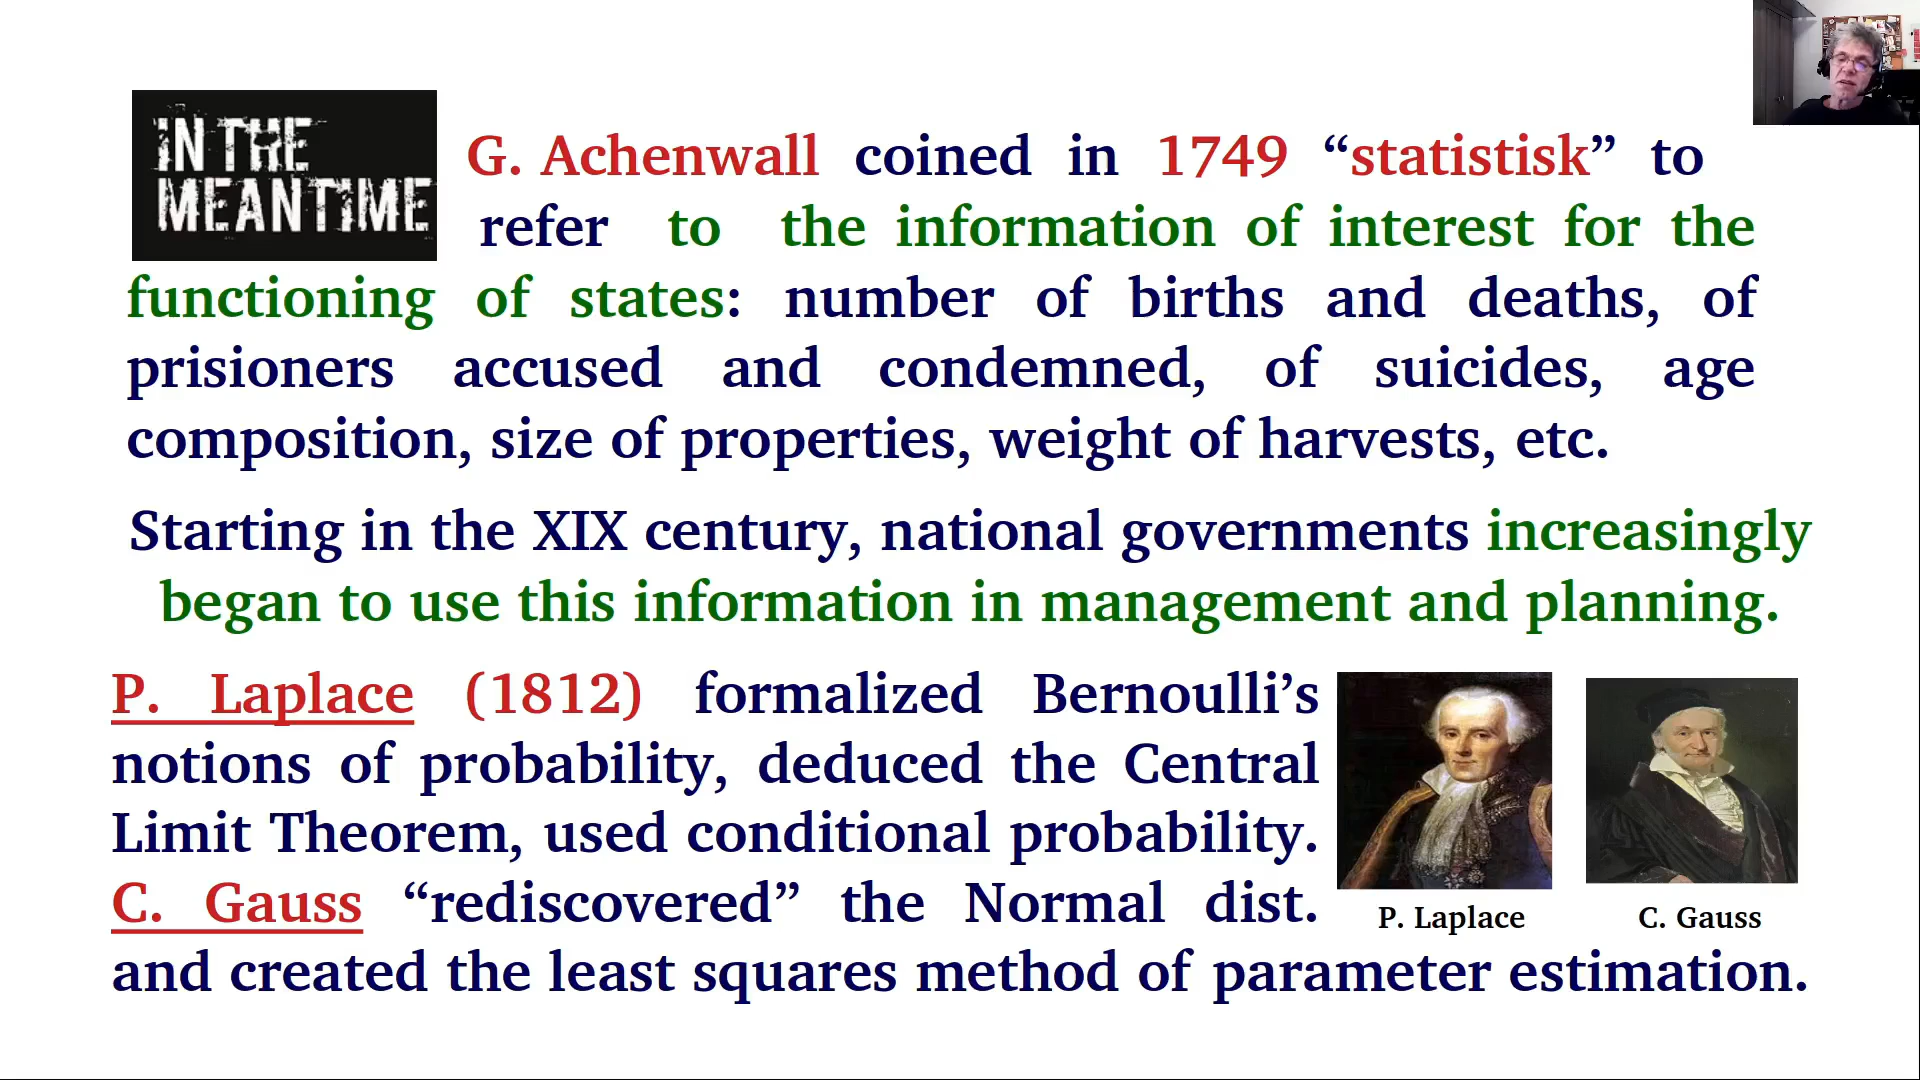 IN THE
MEANTIME
G. Achenwall coined in 1749 “statistisk” to
refer to the information of interest for the
functioning of states: number of births and deaths, of
prisioners accused and condemned, of suicides, age
composition, size of properties, weight of harvests, etc.
Starting in the XIX century, national governments increasingly
began to use this information in management and planning.
P. Laplace (1812) formalized Bernoulli’s
notions of probability, deduced the Central
Limit Theorem, used conditional probability.
C. Gauss “rediscovered” the Normal dist.
and created the least squares method of parameter estimation.
P. Laplace
C. Gauss